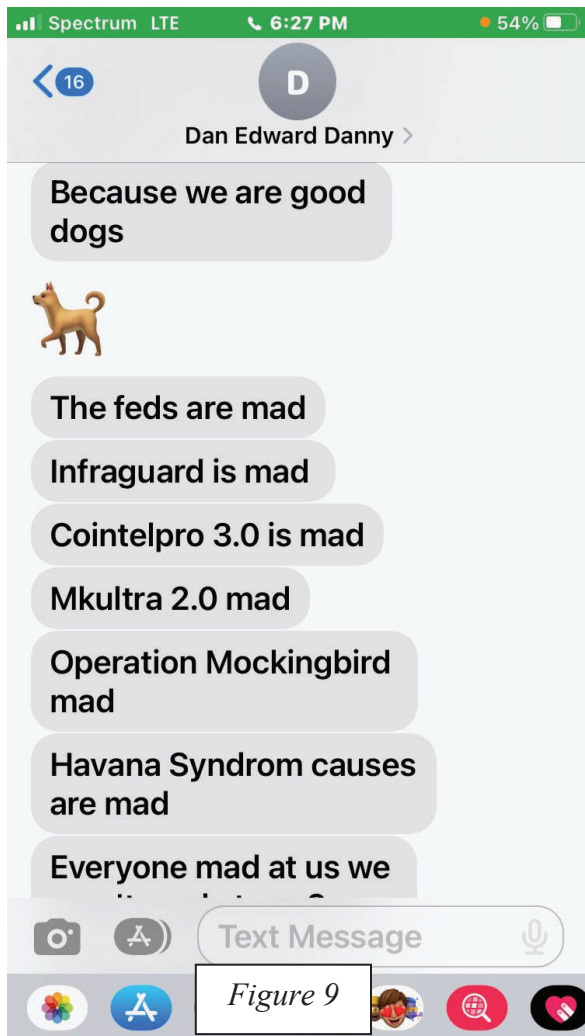 Spectrum LTE 6:27 PM 54%
16
D
Dan Edward Danny
Because we are good
dogs
The feds are mad
Infraguard is mad
Cointelpro 3.0 is mad
Mkultra 2.0 mad
Operation Mockingbird
mad
Havana Syndrom causes
are mad
Everyone mad at us we
Text Message
Figure 9